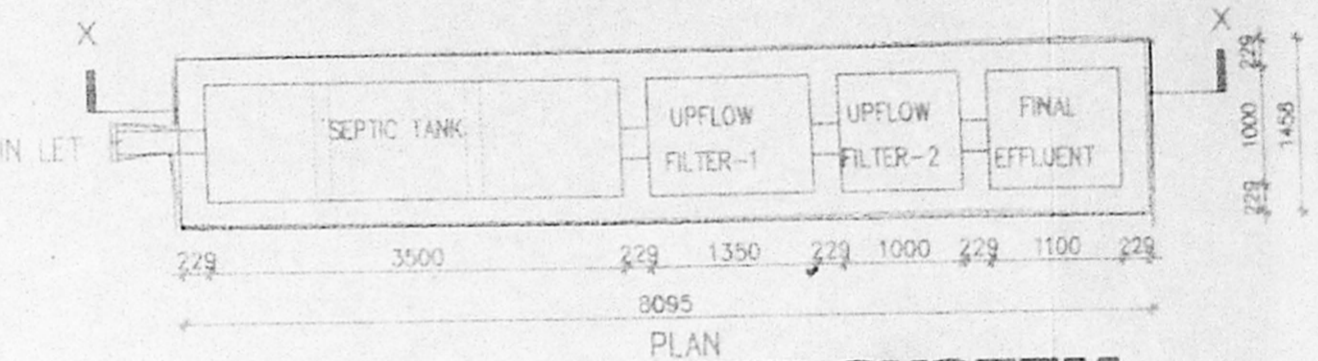 X
X
SEPTIC TANK
UPFLOW
FILTER-1
UPFLOW
FILTER-2
FINAL
EFFLUENT
IN LET
229
1000
229
1458
229 3500 229 1350 229 1000 229 1100 229
8095
PLAN